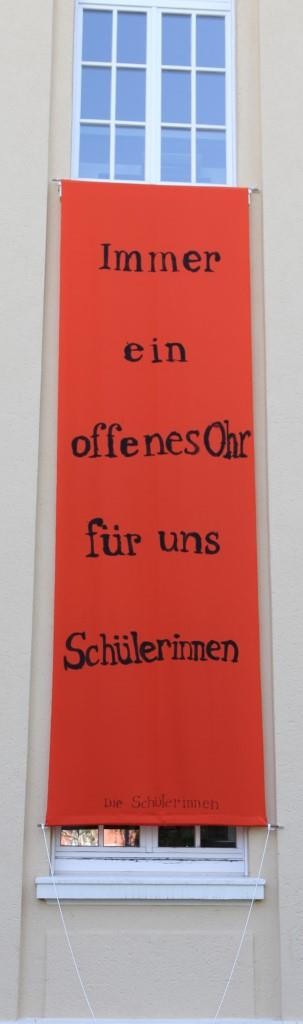 Immer
ein
offenes Ohr
für uns
Schülerinnen
Die Schülerinnen